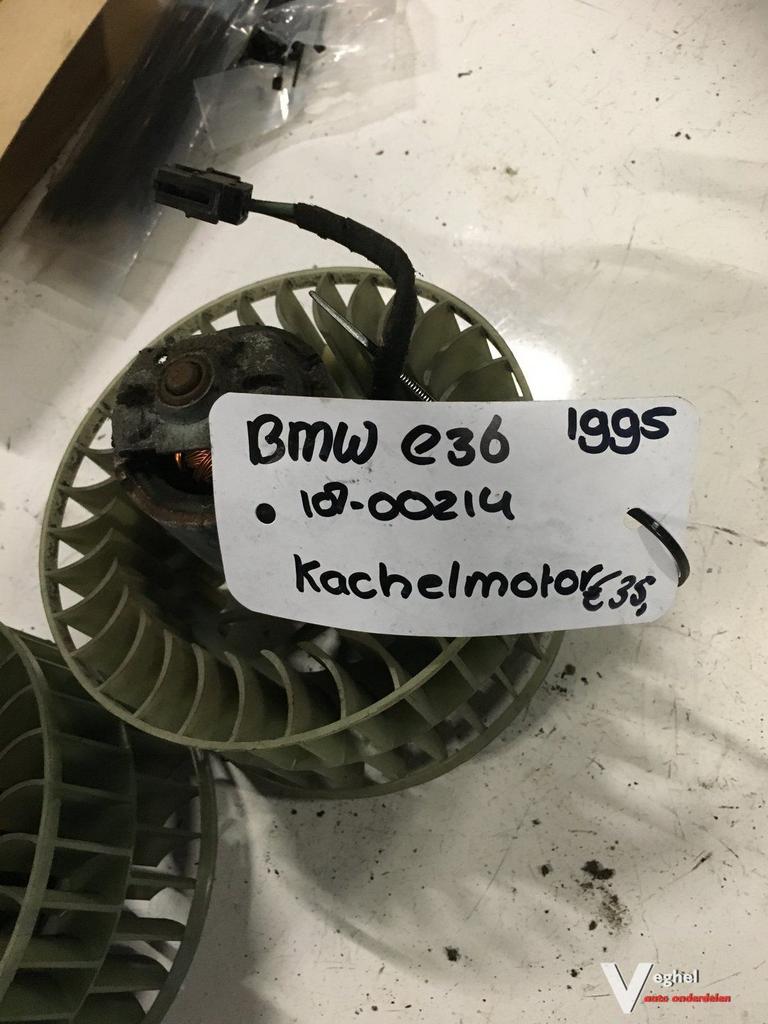 BMW e36 1995
18-00214
Kachelmotor €35,
Veghel
auto onderdelen